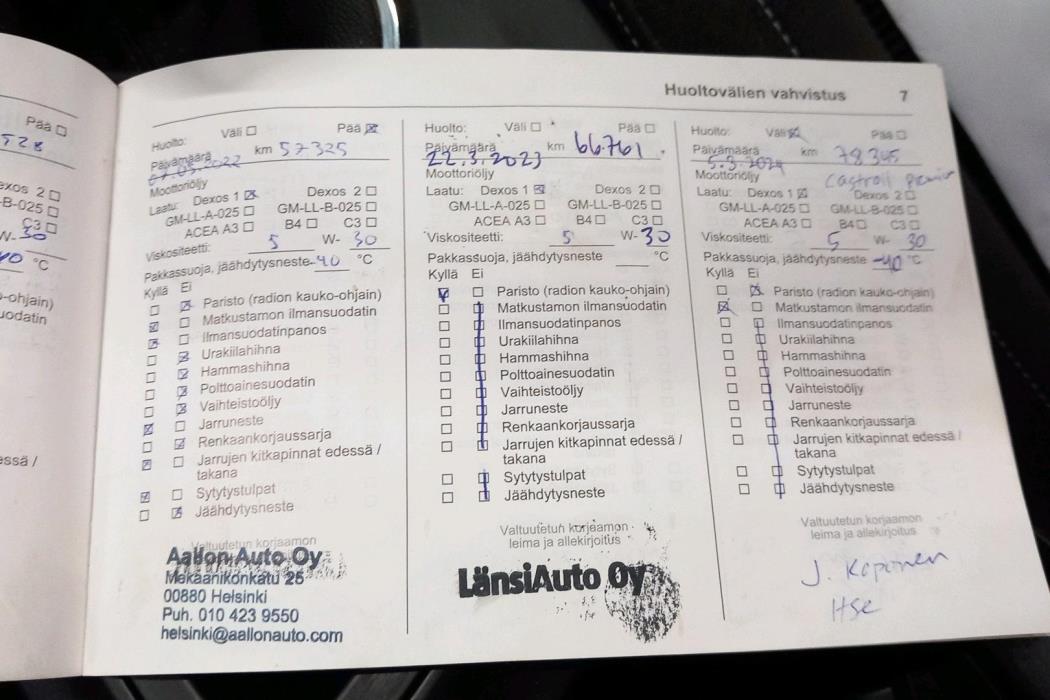 Huoltovälien vahvistus 7
Pää ☐
528
exos 2 ☐
-B-025 ☐
C3 ☐
W- 30
40 °C
-ohjain)
uodatin
essä /
Huolto: Väli ☐ Pää ☒
Päivämäärä km 57325
Moottoriöljy
Laatu: Dexos 1 ☒ Dexos 2 ☐
GM-LL-A-025 ☐ GM-LL-B-025 ☐
ACEA A3 ☐ B4 ☐ C3 ☐
Viskositeetti: 5 W- 30
Pakkassuoja, jäähdytysneste -40 °C
Kyllä Ei
☐ ☒ Paristo (radion kauko-ohjain)
☒ ☐ Matkustamon ilmansuodatin
☒ ☐ Ilmansuodatinpanos
☐ ☒ Urakiilahihna
☐ ☒ Hammashihna
☐ ☒ Polttoainesuodatin
☐ ☒ Vaihteistoöljy
☒ ☐ Jarruneste
☐ ☒ Renkaankorjaussarja
☒ ☐ Jarrujen kitkapinnat edessä /
takana
☒ ☐ Sytytystulpat
☐ ☒ Jäähdytysneste
Valtuutetun korjaamon
Aallon Auto Oy
Mekaanikonkatu 25
00880 Helsinki
Puh. 010 423 9550
helsinki@aallonauto.com
Huolto: Väli ☐ Pää ☐
Päivämäärä km 66.761
22.3.2023
Moottoriöljy
Laatu: Dexos 1 ☒ Dexos 2 ☐
GM-LL-A-025 ☐ GM-LL-B-025 ☐
ACEA A3 ☐ B4 ☐ C3 ☐
Viskositeetti: 5 W- 30
Pakkassuoja, jäähdytysneste °C
Kyllä Ei
☒ ☐ Paristo (radion kauko-ohjain)
☐ ☐ Matkustamon ilmansuodatin
☐ ☐ Ilmansuodatinpanos
☐ ☐ Urakiilahihna
☐ ☐ Hammashihna
☐ ☐ Polttoainesuodatin
☐ ☐ Vaihteistoöljy
☐ ☐ Jarruneste
☐ ☐ Renkaankorjaussarja
☐ ☐ Jarrujen kitkapinnat edessä /
takana
☐ ☐ Sytytystulpat
☐ ☐ Jäähdytysneste
Valtuutetun korjaamon
leima ja allekirjoitus
LänsiAuto Oy
Huolto: Väli ☒ Pää ☐
Päivämäärä km 78345
5.3.2024
Moottoriöljy Castroll
Laatu: Dexos 1 ☒ Dexos 2 ☐
GM-LL-A-025 ☐ GM-LL-B-025 ☐
ACEA A3 ☐ B4 ☐ C3 ☐
Viskositeetti: 5 W- 30
Pakkassuoja, jäähdytysneste -40 °C
Kyllä Ei
☐ ☒ Paristo (radion kauko-ohjain)
☒ ☐ Matkustamon ilmansuodatin
☐ ☐ Ilmansuodatinpanos
☐ ☐ Urakiilahihna
☐ ☐ Hammashihna
☐ ☐ Polttoainesuodatin
☐ ☐ Vaihteistoöljy
☐ ☐ Jarruneste
☐ ☐ Renkaankorjaussarja
☐ ☐ Jarrujen kitkapinnat edessä /
takana
☐ ☐ Sytytystulpat
☐ ☐ Jäähdytysneste
Valtuutetun korjaamon
leima ja allekirjoitus
J. Koponen
Hse